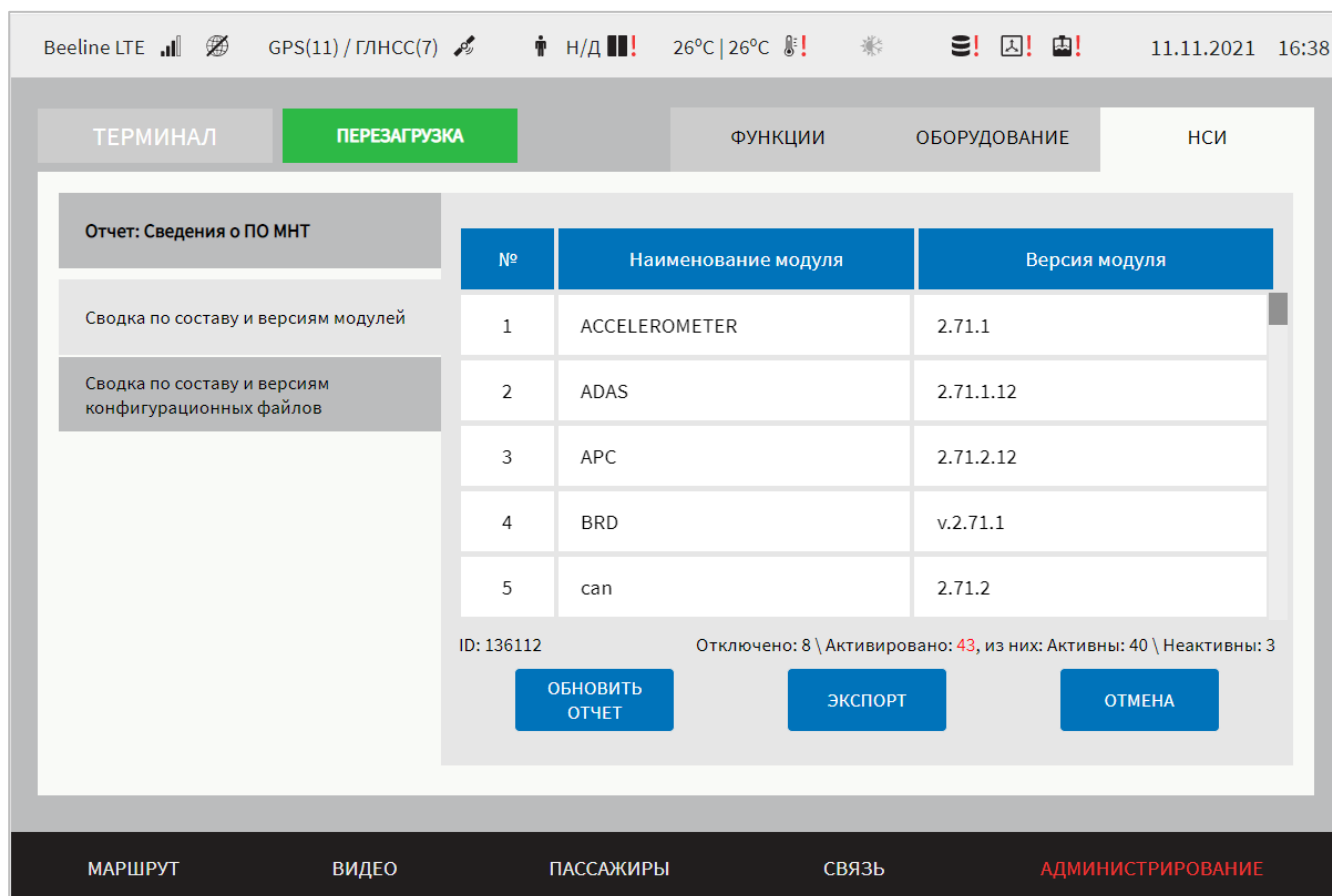 Beeline LTE GPS(11) / ГЛНСС(7) Н/Д ! 26°C | 26°C ! ! ! ! 11.11.2021 16:38
ТЕРМИНАЛ ПЕРЕЗАГРУЗКА ФУНКЦИИ ОБОРУДОВАНИЕ НСИ
Отчет: Сведения о ПО МНТ
Сводка по составу и версиям модулей
Сводка по составу и версиям
конфигурационных файлов
№ Наименование модуля Версия модуля
1 ACCELEROMETER 2.71.1
2 ADAS 2.71.1.12
3 APC 2.71.2.12
4 BRD v.2.71.1
5 can 2.71.2
ID: 136112 Отключено: 8 \ Активировано: 43, из них: Активны: 40 \ Неактивны: 3
ОБНОВИТЬ
ОТЧЕТ
ЭКСПОРТ
ОТМЕНА
МАРШРУТ ВИДЕО ПАССАЖИРЫ СВЯЗЬ АДМИНИСТРИРОВАНИЕ